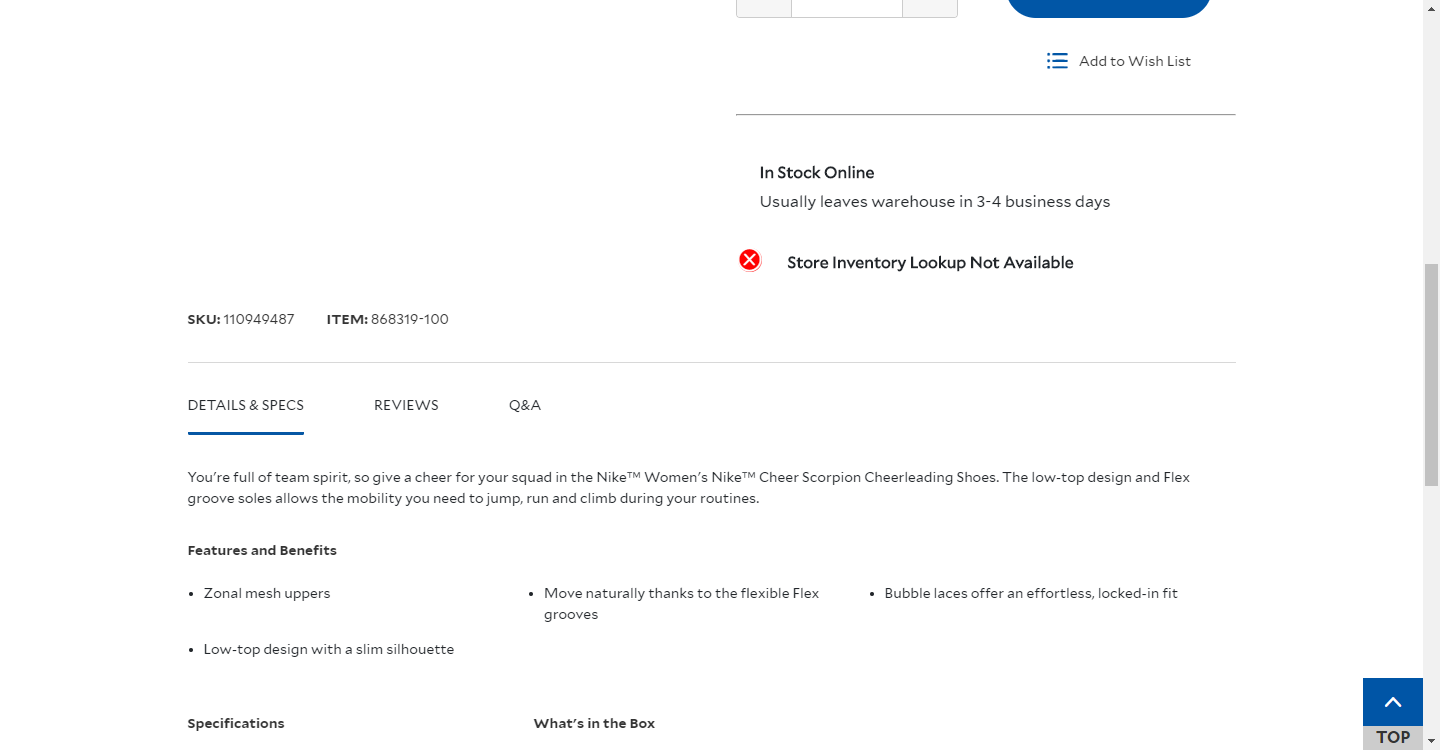 Add to Wish List
In Stock Online
Usually leaves warehouse in 3-4 business days
Store Inventory Lookup Not Available
SKU: 110949487 ITEM: 868319-100
DETAILS & SPECS REVIEWS Q&A
You're full of team spirit, so give a cheer for your squad in the Nike™ Women's Nike™ Cheer Scorpion Cheerleading Shoes. The low-top design and Flex
groove soles allows the mobility you need to jump, run and climb during your routines.
Features and Benefits
• Zonal mesh uppers
• Move naturally thanks to the flexible Flex
grooves
• Bubble laces offer an effortless, locked-in fit
• Low-top design with a slim silhouette
Specifications
What's in the Box
TOP